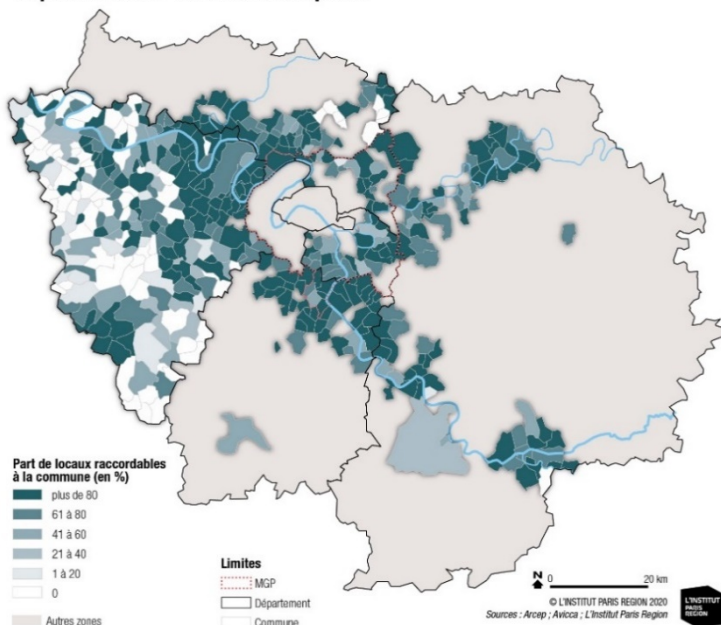 Part de locaux raccordables
à la commune (en %)
plus de 80
61 à 80
41 à 60
21 à 40
1 à 20
0
Autres zones
Limites
MGP
Département
Commune
N
0 20 km
© L'INSTITUT PARIS REGION 2020
Sources : Arcep ; Avicca ; L'Institut Paris Region
L'INSTITUT
PARIS
REGION